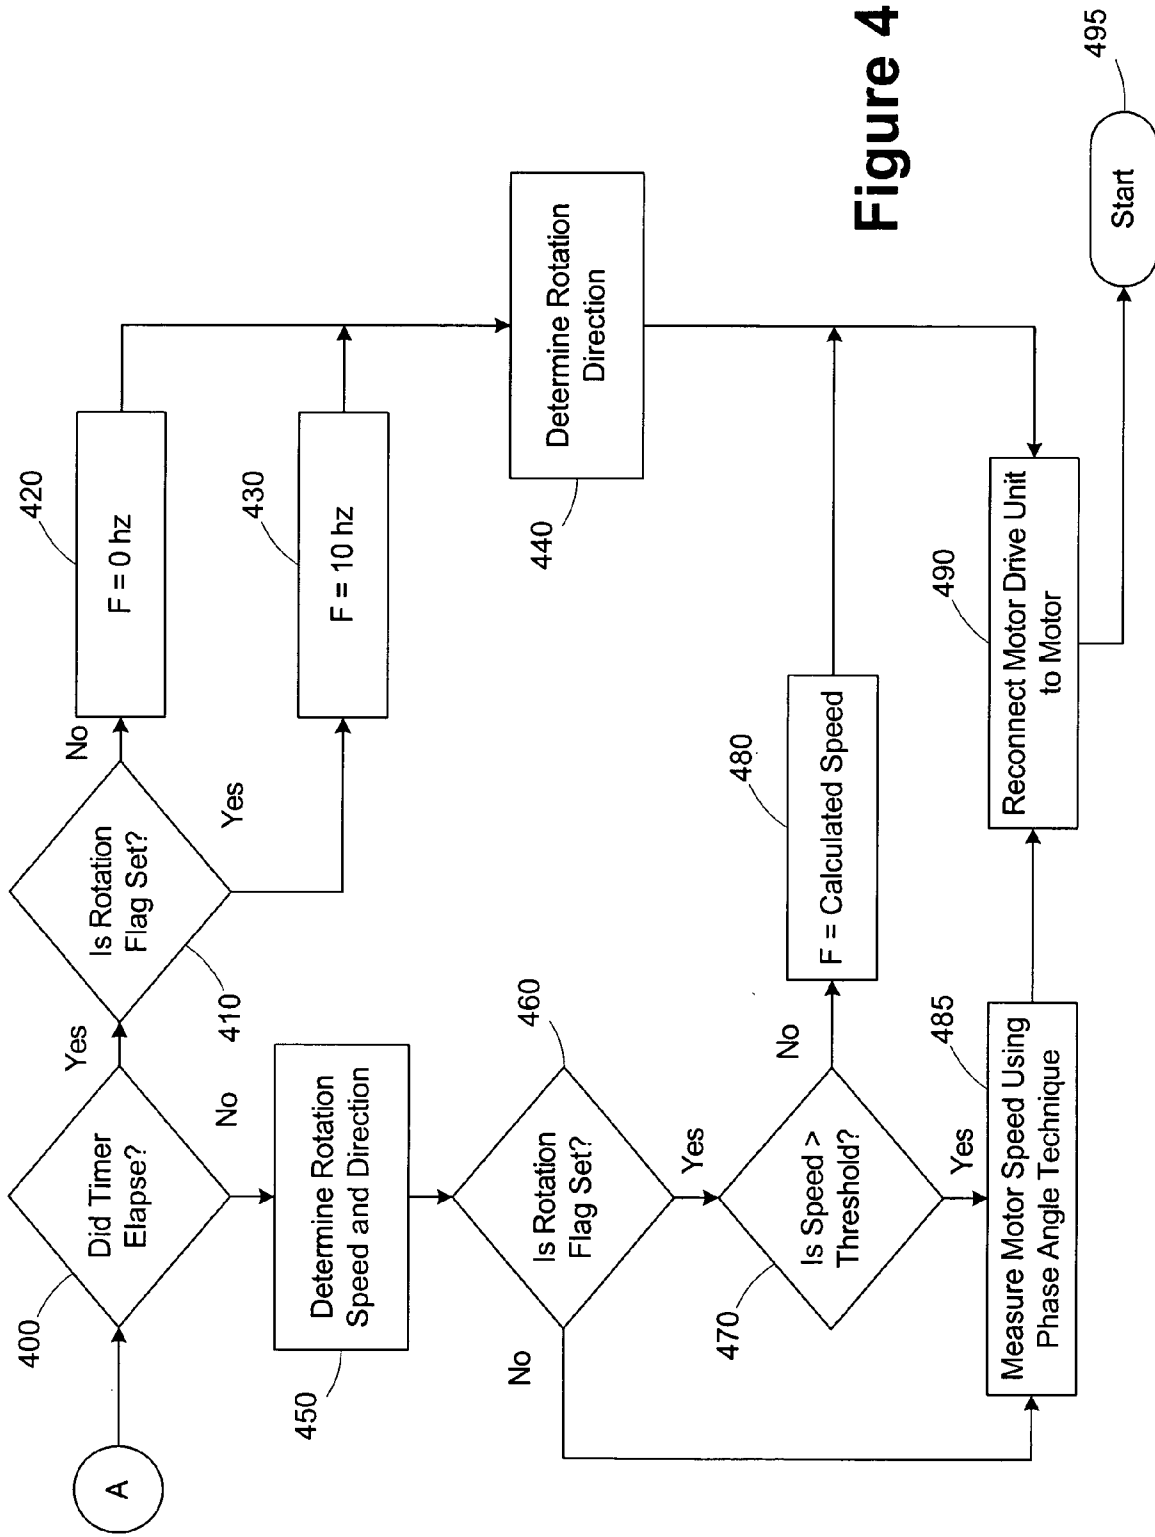 A
400
Did Timer
Elapse?
Yes
No
410
Is Rotation
Flag Set?
No
Yes
420
F = 0 hz
430
F = 10 hz
440
Determine Rotation
Direction
450
Determine Rotation
Speed and Direction
460
Is Rotation
Flag Set?
No
Yes
470
Is Speed >
Threshold?
No
Yes
480
F = Calculated Speed
485
Measure Motor Speed Using
Phase Angle Technique
490
Reconnect Motor Drive Unit
to Motor
495
Start
Figure 4